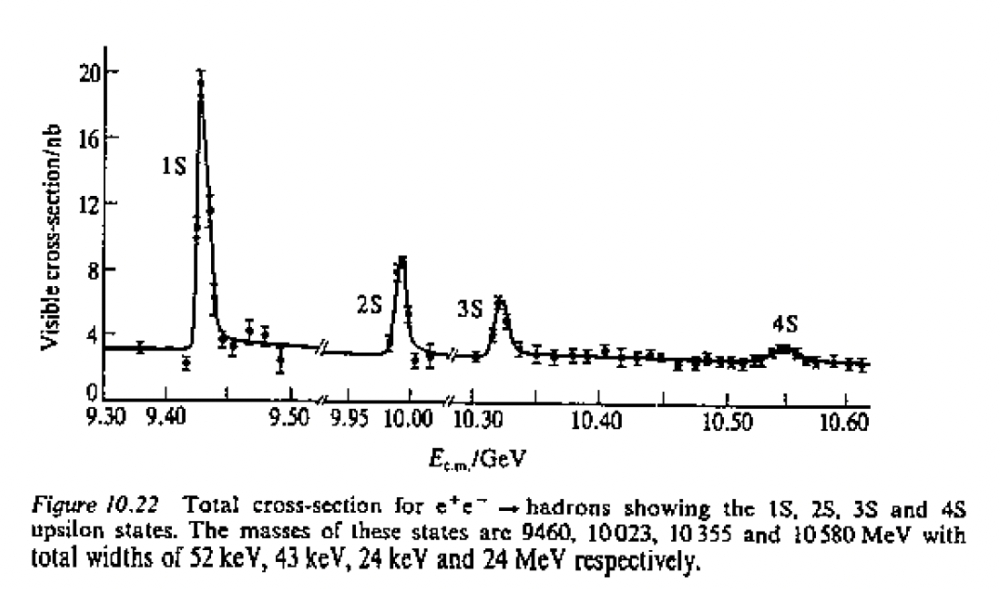 20
16
12
8
4
0
Visible cross-section/nb
1S
2S
3S
4S
9.30 9.40 9.50 9.95 10.00 10.30 10.40 10.50 10.60
E_c.m./GeV
Figure 10.22 Total cross-section for e⁺e⁻ → hadrons showing the 1S, 2S, 3S and 4S
upsilon states. The masses of these states are 9460, 10023, 10355 and 10580 MeV with
total widths of 52 keV, 43 keV, 24 keV and 24 MeV respectively.